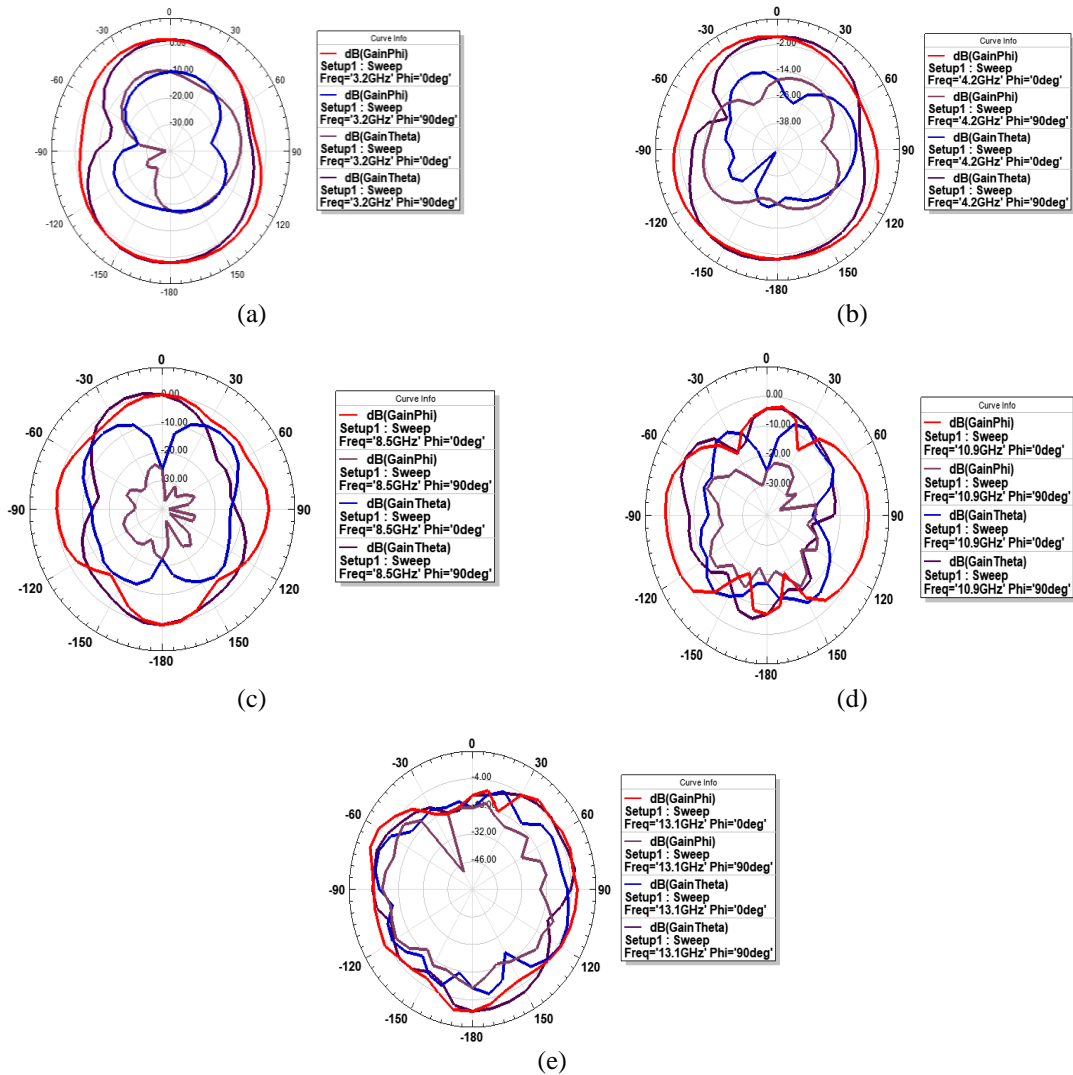 0
-30
30
0.00
-10.00
-60
60
-20.00
-30.00
-90
90
-120
120
-150
150
-180
Curve Info
dB(GainPhi)
Setup1 : Sweep
Freq='3.2GHz' Phi='0deg'
dB(GainPhi)
Setup1 : Sweep
Freq='3.2GHz' Phi='90deg'
dB(GainTheta)
Setup1 : Sweep
Freq='3.2GHz' Phi='0deg'
dB(GainTheta)
Setup1 : Sweep
Freq='3.2GHz' Phi='90deg'
(a)
0
-30
30
-2.00
-14.00
-60
60
-26.00
-38.00
-90
90
-120
120
-150
150
-180
Curve Info
dB(GainPhi)
Setup1 : Sweep
Freq='4.2GHz' Phi='0deg'
dB(GainPhi)
Setup1 : Sweep
Freq='4.2GHz' Phi='90deg'
dB(GainTheta)
Setup1 : Sweep
Freq='4.2GHz' Phi='0deg'
dB(GainTheta)
Setup1 : Sweep
Freq='4.2GHz' Phi='90deg'
(b)
0
-30
30
0.00
-10.00
-60
60
-20.00
-30.00
-90
90
-120
120
-150
150
-180
Curve Info
dB(GainPhi)
Setup1 : Sweep
Freq='8.5GHz' Phi='0deg'
dB(GainPhi)
Setup1 : Sweep
Freq='8.5GHz' Phi='90deg'
dB(GainTheta)
Setup1 : Sweep
Freq='8.5GHz' Phi='0deg'
dB(GainTheta)
Setup1 : Sweep
Freq='8.5GHz' Phi='90deg'
(c)
0
-30
30
0.00
-10.00
-60
60
-20.00
-30.00
-90
90
-120
120
-150
150
-180
Curve Info
dB(GainPhi)
Setup1 : Sweep
Freq='10.9GHz' Phi='0deg'
dB(GainPhi)
Setup1 : Sweep
Freq='10.9GHz' Phi='90deg'
dB(GainTheta)
Setup1 : Sweep
Freq='10.9GHz' Phi='0deg'
dB(GainTheta)
Setup1 : Sweep
Freq='10.9GHz' Phi='90deg'
(d)
0
-30
30
-4.00
-60
60
-32.00
-46.00
-90
90
-120
120
-150
150
-180
Curve Info
dB(GainPhi)
Setup1 : Sweep
Freq='13.1GHz' Phi='0deg'
dB(GainPhi)
Setup1 : Sweep
Freq='13.1GHz' Phi='90deg'
dB(GainTheta)
Setup1 : Sweep
Freq='13.1GHz' Phi='0deg'
dB(GainTheta)
Setup1 : Sweep
Freq='13.1GHz' Phi='90deg'
(e)